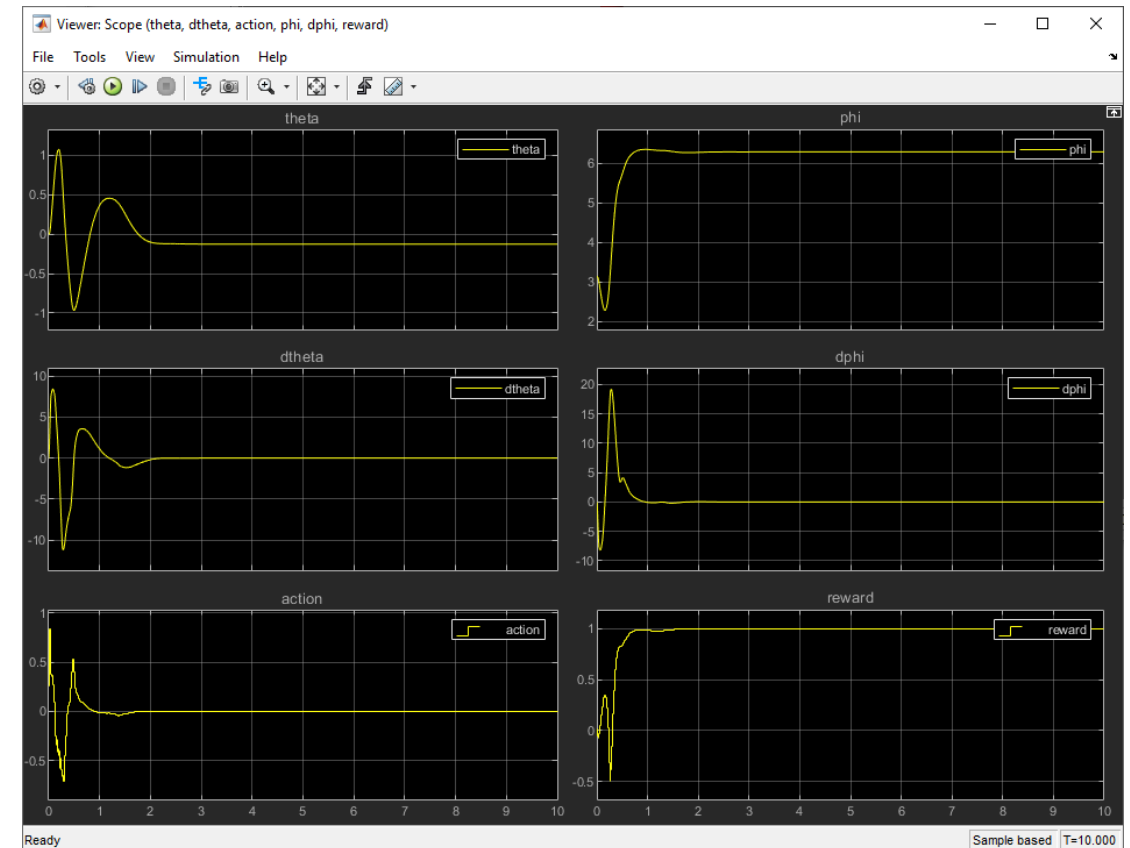 Viewer: Scope (theta, dtheta, action, phi, dphi, reward)
File Tools View Simulation Help
theta
theta
1
0.5
0
-0.5
-1
phi
phi
6
5
4
3
2
dtheta
dtheta
10
5
0
-5
-10
dphi
dphi
20
15
10
5
0
-5
-10
action
action
1
0.5
0
-0.5
0 1 2 3 4 5 6 7 8 9 10
reward
reward
1
0.5
0
-0.5
0 1 2 3 4 5 6 7 8 9 10
Ready
Sample based T=10.000